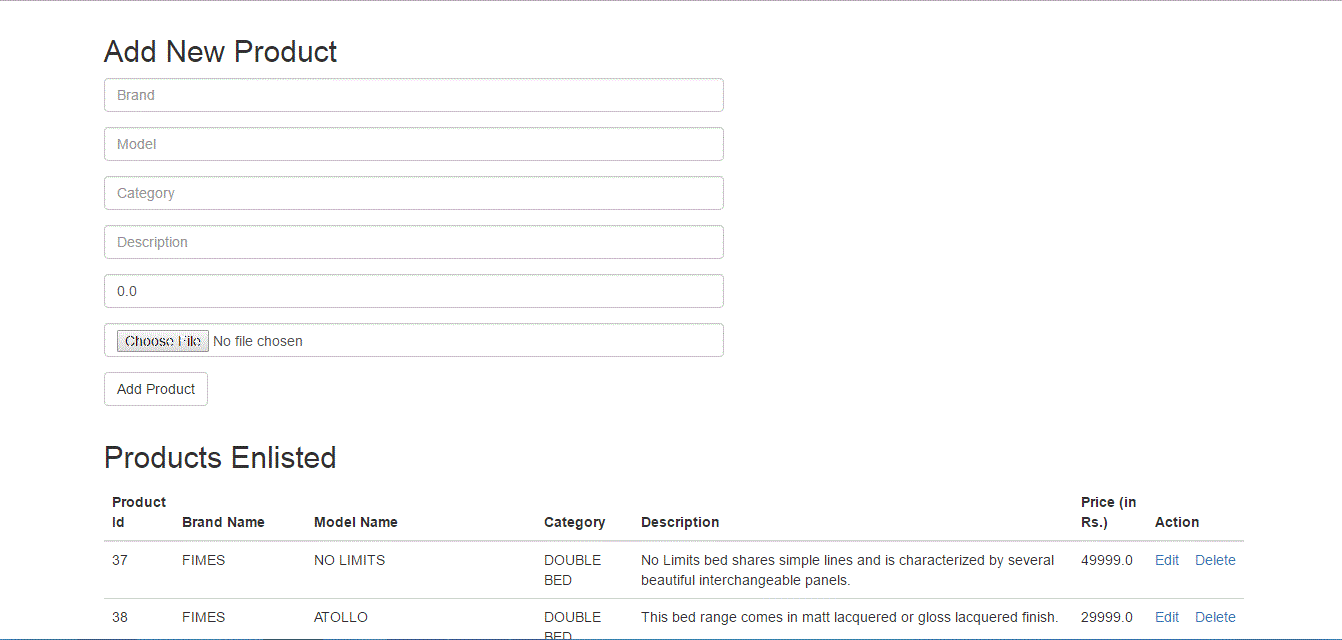 Add New Product
Brand
Model
Category
Description
0.0
Choose File No file chosen
Add Product
Products Enlisted
Product Id Brand Name Model Name Category Description Price (in Rs.) Action
37 FIMES NO LIMITS DOUBLE BED No Limits bed shares simple lines and is characterized by several beautiful interchangeable panels. 49999.0 Edit Delete
38 FIMES ATOLLO DOUBLE BED This bed range comes in matt lacquered or gloss lacquered finish. 29999.0 Edit Delete